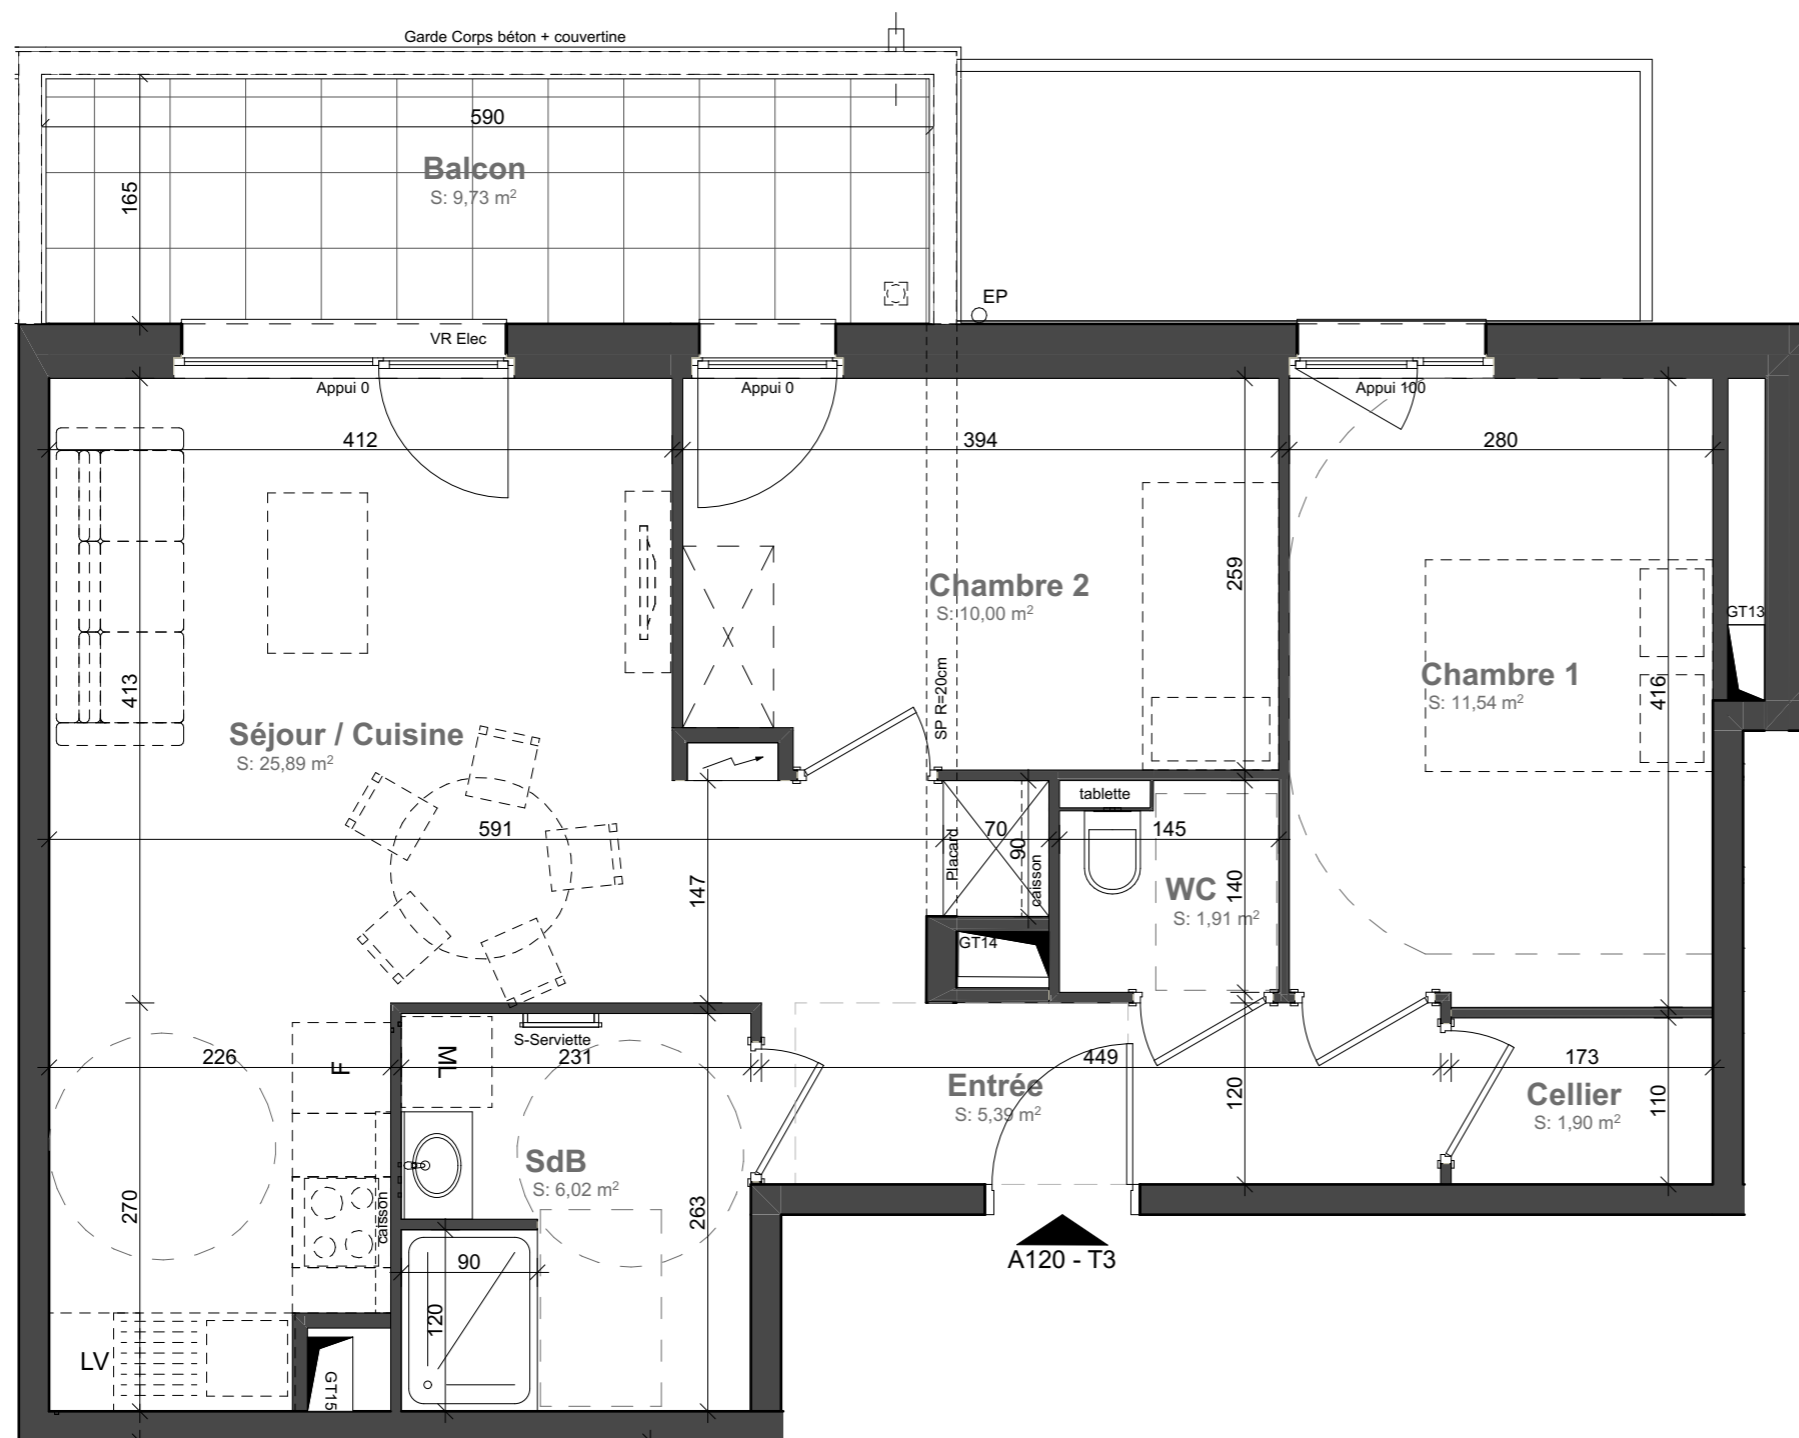 Garde Corps béton + couvertine
590
Balcon
S: 9,73 m²
165
EP
VR Elec
Appui 0
Appui 0
Appui 100
412
394
280
259
Chambre 2
S: 10,00 m²
GT13
413
Séjour / Cuisine
S: 25,89 m²
SP R=20cm
Chambre 1
S: 11,54 m²
416
tablette
591
Placard
70
90
caisson
145
147
WC
S: 1,91 m²
140
GT14
S-Serviette
226
F
ML
231
449
173
Entrée
S: 5,39 m²
120
Cellier
S: 1,90 m²
110
SdB
S: 6,02 m²
270
caisson
263
90
120
A120 - T3
LV
GT15